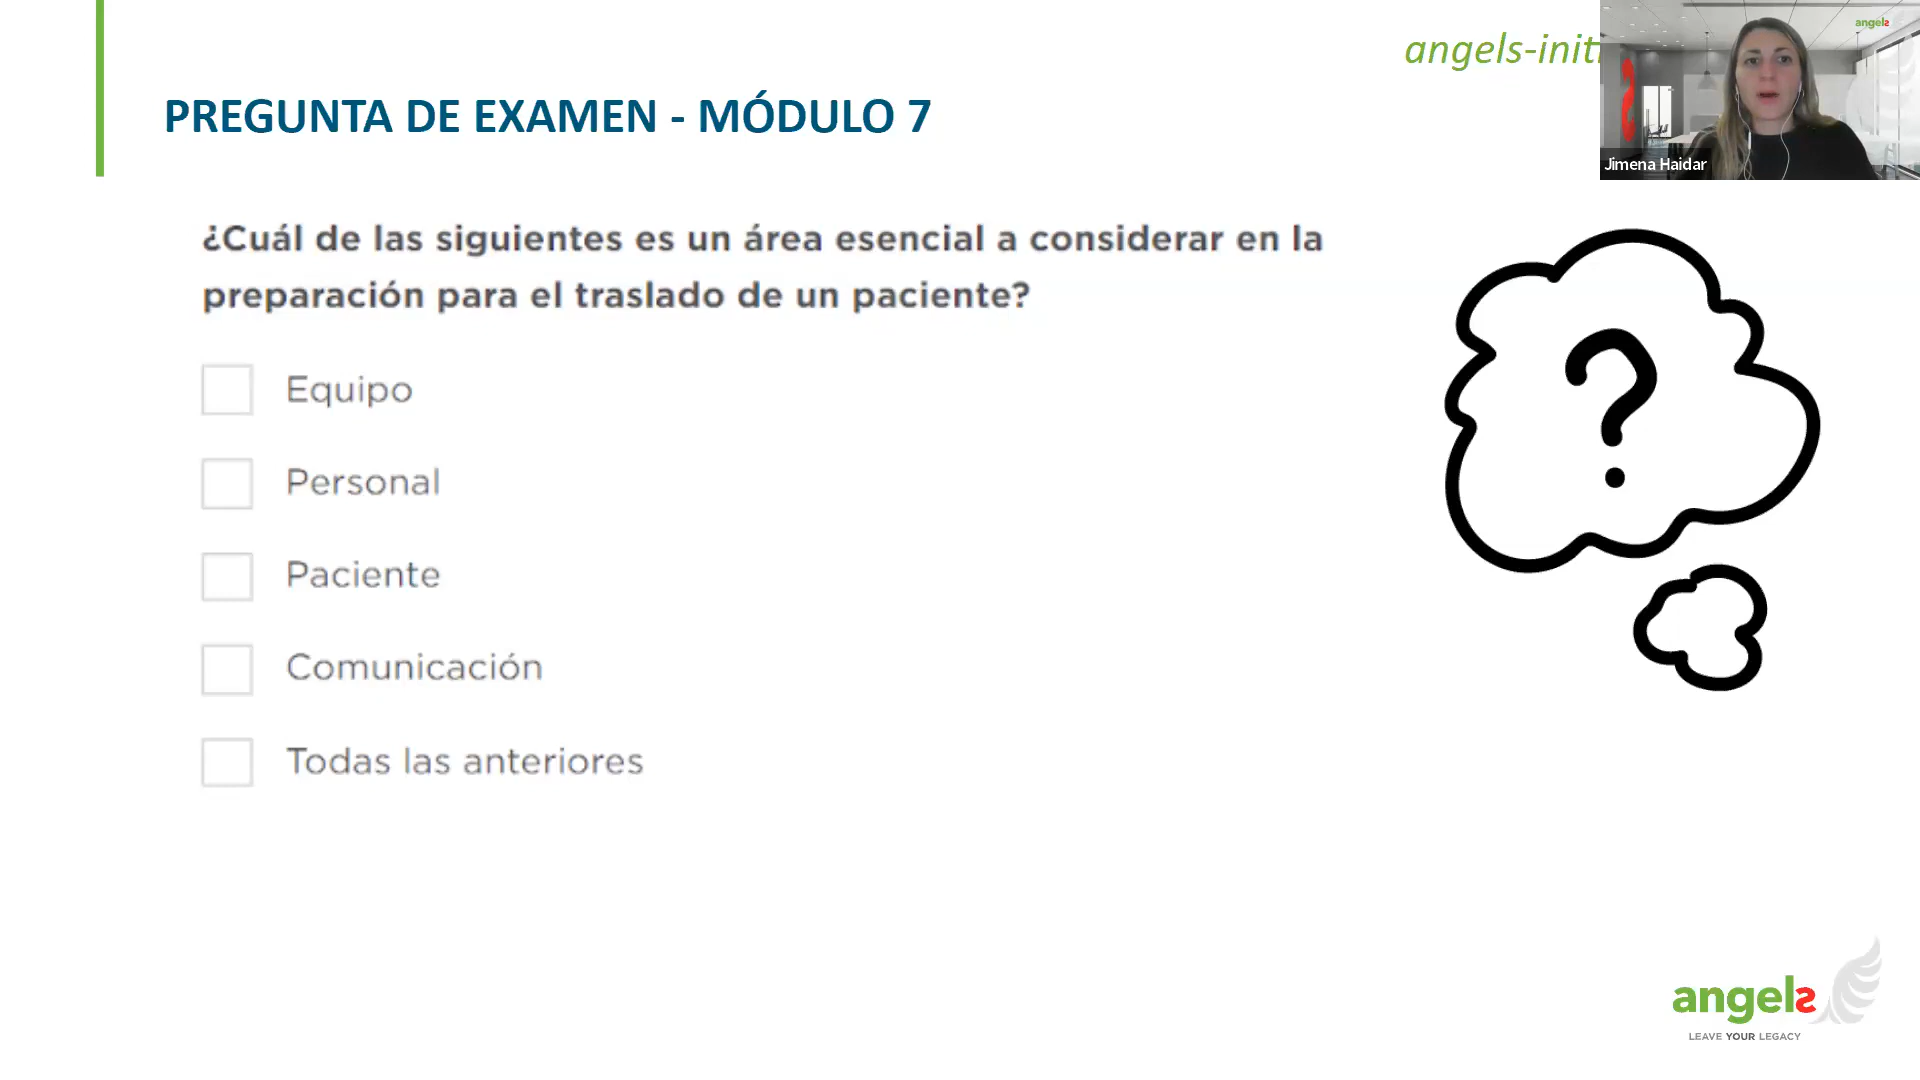 angels-initi
angels
Jimena Haidar
PREGUNTA DE EXAMEN - MÓDULO 7
¿Cuál de las siguientes es un área esencial a considerar en la
preparación para el traslado de un paciente?
Equipo
Personal
Paciente
Comunicación
Todas las anteriores
?
angels
LEAVE YOUR LEGACY